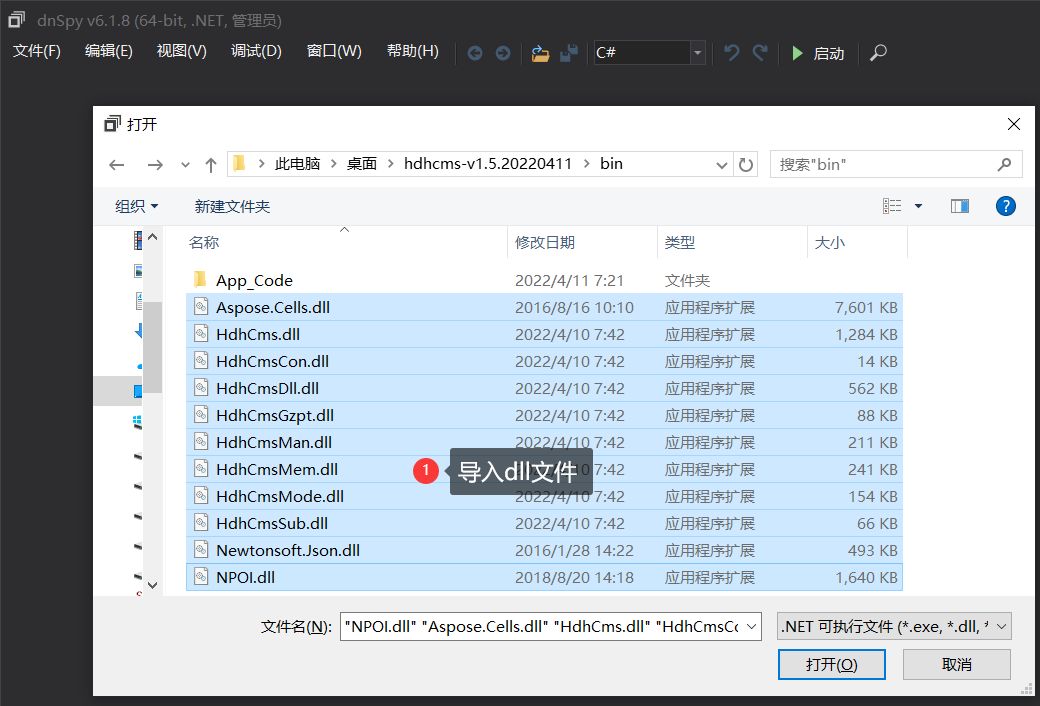 dnSpy v6.1.8 (64-bit, .NET, 管理员)
文件(F) 编辑(E) 视图(V) 调试(D) 窗口(W) 帮助(H) C# 启动
打开
此电脑 > 桌面 > hdhcms-v1.5.20220411 > bin 搜索"bin"
组织 新建文件夹
名称 修改日期 类型 大小
App_Code 2022/4/11 7:21 文件夹
Aspose.Cells.dll 2016/8/16 10:10 应用程序扩展 7,601 KB
HdhCms.dll 2022/4/10 7:42 应用程序扩展 1,284 KB
HdhCmsCon.dll 2022/4/10 7:42 应用程序扩展 14 KB
HdhCmsDll.dll 2022/4/10 7:42 应用程序扩展 562 KB
HdhCmsGzpt.dll 2022/4/10 7:42 应用程序扩展 88 KB
HdhCmsMan.dll 2022/4/10 7:42 应用程序扩展 211 KB
HdhCmsMem.dll 1 导入dll文件 7:42 应用程序扩展 241 KB
HdhCmsMode.dll 2022/4/10 7:42 应用程序扩展 154 KB
HdhCmsSub.dll 2022/4/10 7:42 应用程序扩展 66 KB
Newtonsoft.Json.dll 2016/1/28 14:22 应用程序扩展 493 KB
NPOI.dll 2018/8/20 14:18 应用程序扩展 1,640 KB
文件名(N): "NPOI.dll" "Aspose.Cells.dll" "HdhCms.dll" "HdhCmsCc .NET 可执行文件 (*.exe, *.dll, *
打开(O) 取消